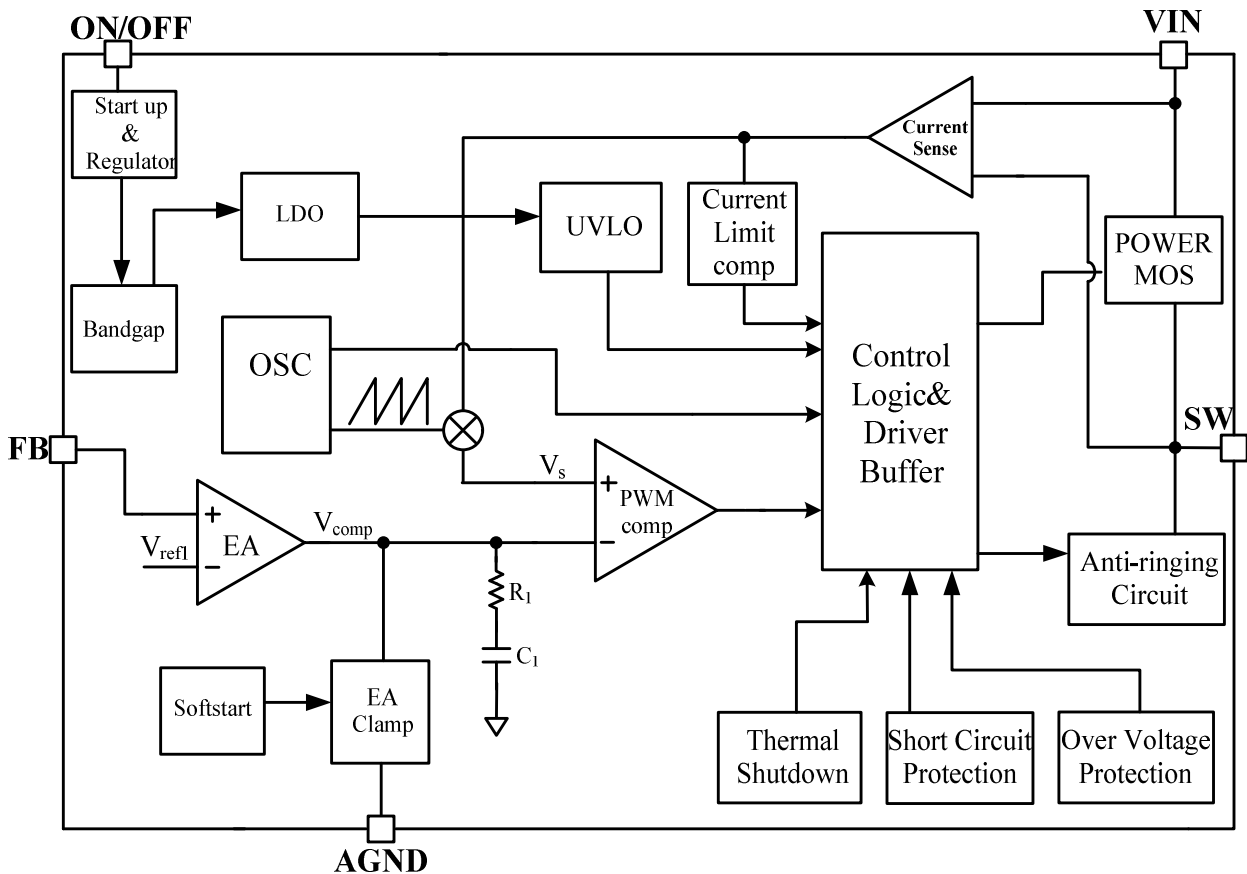 ON/OFF
VIN
Start up
&
Regulator
Current
Sense
LDO
UVLO
Current
Limit
comp
POWER
MOS
Bandgap
OSC
Control
Logic&
Driver
Buffer
FB
SW
Vs
PWM
comp
Vcomp
+
-
EA
Vref1
+
-
R1
C1
Anti-ringing
Circuit
Softstart
EA
Clamp
Thermal
Shutdown
Short Circuit
Protection
Over Voltage
Protection
AGND